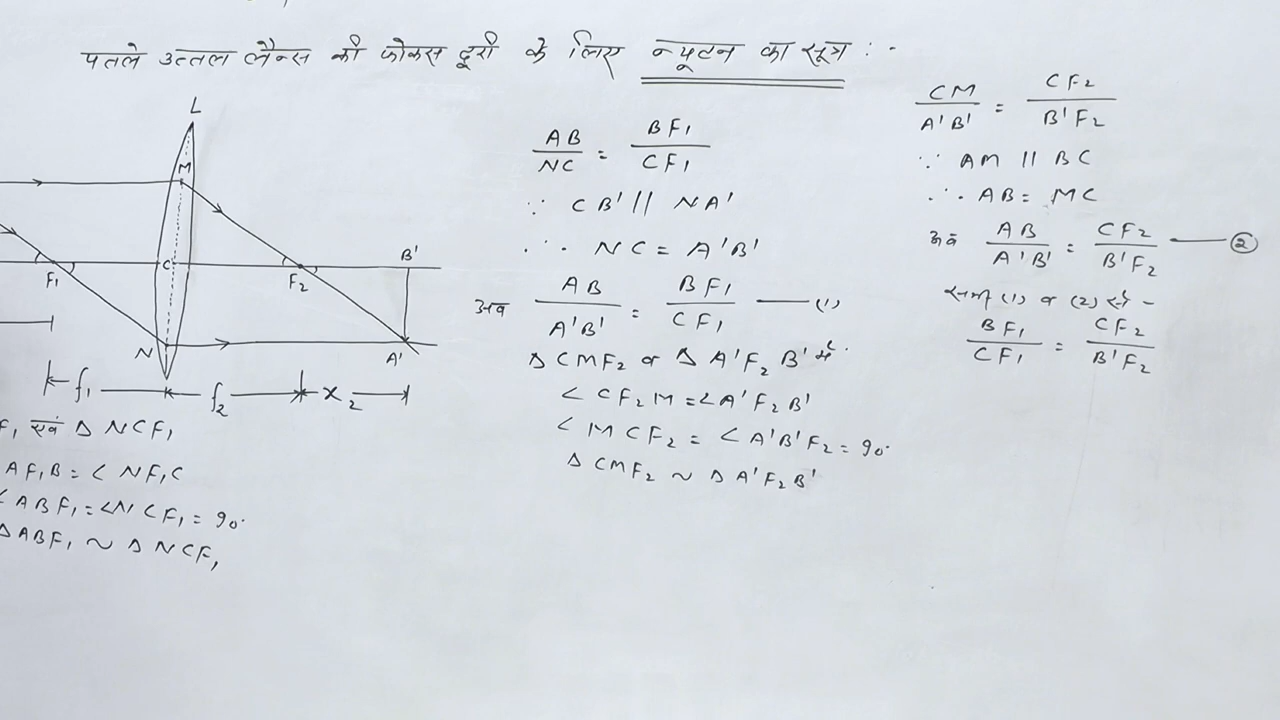 पतले उत्तल लैन्स की फोकस दूरी के लिए न्यूटन का सूत्र :-
L
M
C
F₁
F₂
B'
N
A'
f₁
f₂
x₂
F₁ एवं Δ NCF₁
AF₁B = ∠ NF₁C
∠ABF₁ = ∠NCF₁ = 90°
ΔABF₁ ~ Δ NCF₁
AB/NC = BF₁/CF₁
∵ CB' // NA'
∴ NC = A'B'
अब AB/A'B' = BF₁/CF₁ —(1)
Δ CMF₂ व Δ A'F₂B' में
∠ CF₂M = ∠A'F₂B'
∠ MCF₂ = ∠A'B'F₂ = 90°
Δ CMF₂ ~ Δ A'F₂B'
CM/A'B' = CF₂/B'F₂
∵ AM // BC
∴ AB = MC
अब AB/A'B' = CF₂/B'F₂ —②
समी (1) व (2) से -
BF₁/CF₁ = CF₂/B'F₂